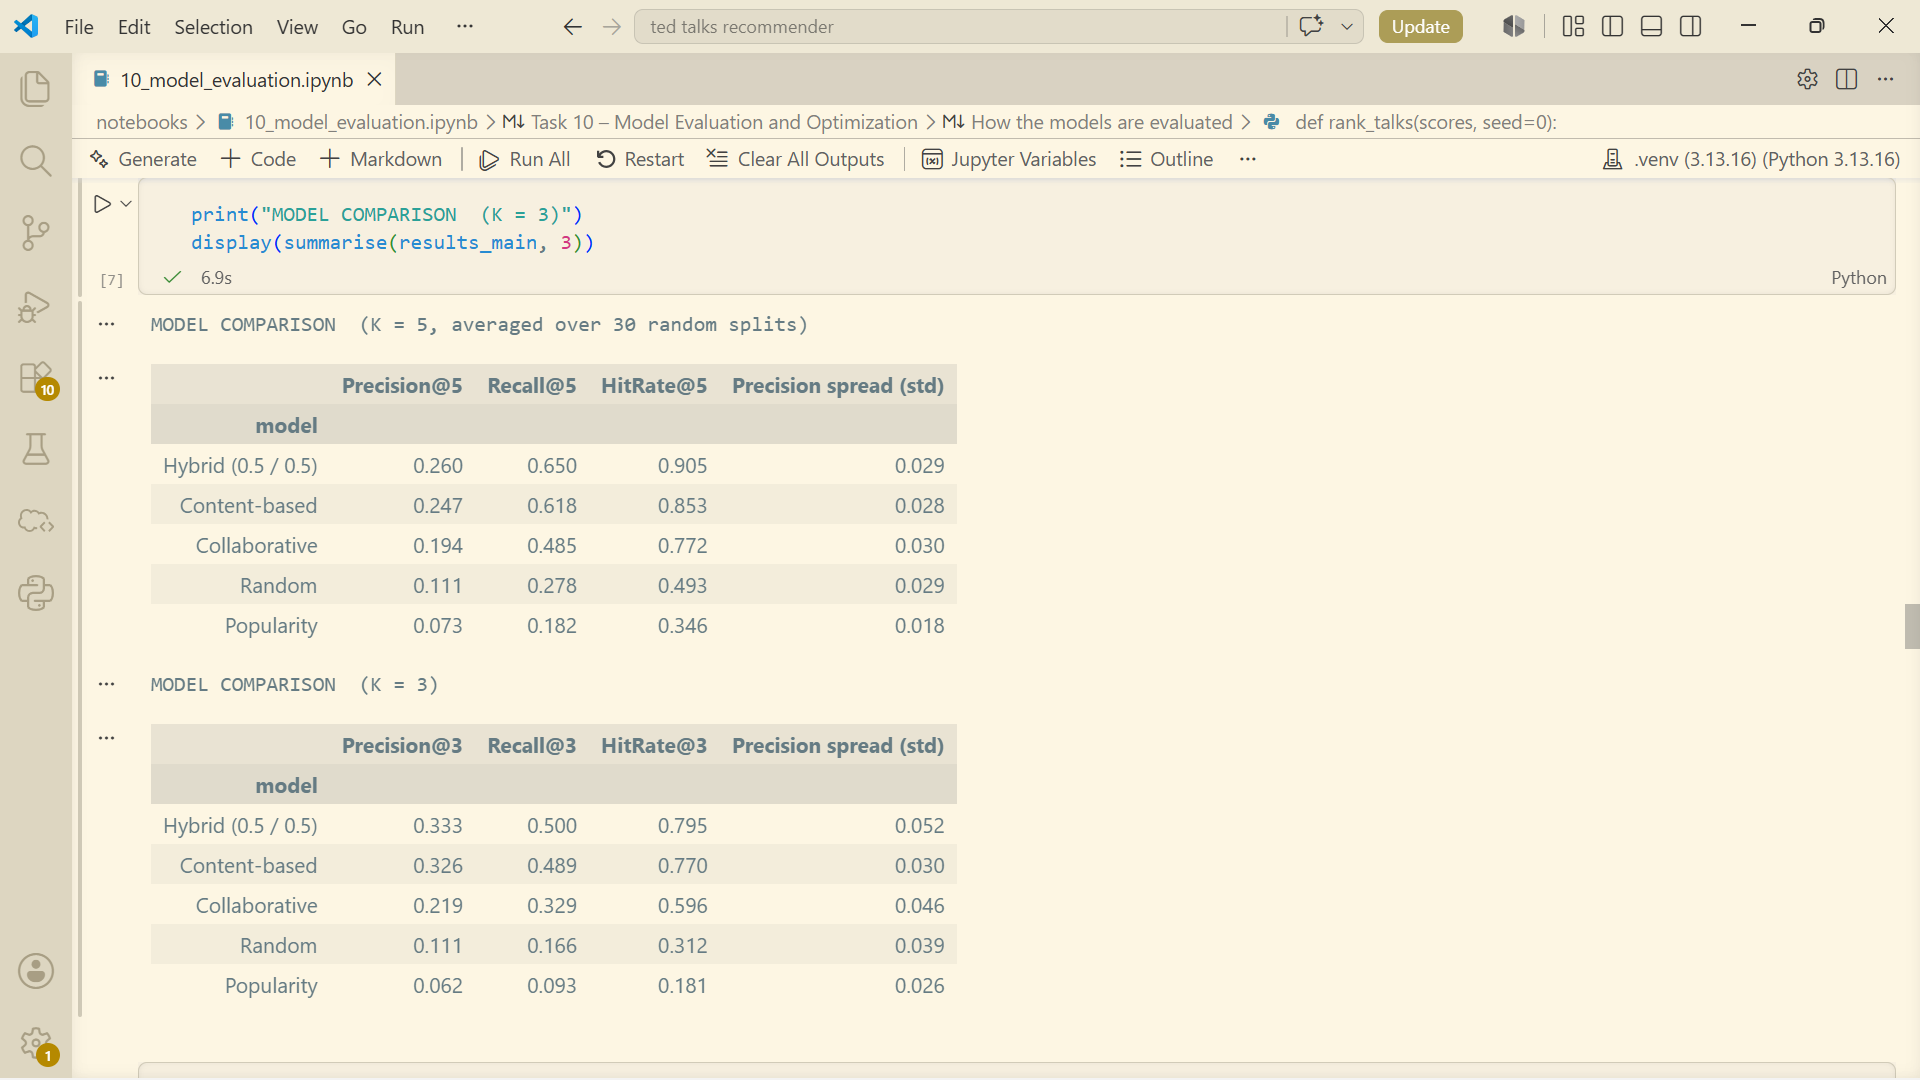 File Edit Selection View Go Run ··· ted talks recommender Update
10_model_evaluation.ipynb
notebooks > 10_model_evaluation.ipynb > M↓ Task 10 – Model Evaluation and Optimization > M↓ How the models are evaluated > def rank_talks(scores, seed=0):
Generate + Code + Markdown Run All Restart Clear All Outputs Jupyter Variables Outline ··· .venv (3.13.16) (Python 3.13.16)
print("MODEL COMPARISON  (K = 3)")
display(summarise(results_main, 3))
[7] 6.9s Python
MODEL COMPARISON  (K = 5, averaged over 30 random splits)
Precision@5 Recall@5 HitRate@5 Precision spread (std)
model
Hybrid (0.5 / 0.5) 0.260 0.650 0.905 0.029
Content-based 0.247 0.618 0.853 0.028
Collaborative 0.194 0.485 0.772 0.030
Random 0.111 0.278 0.493 0.029
Popularity 0.073 0.182 0.346 0.018
MODEL COMPARISON  (K = 3)
Precision@3 Recall@3 HitRate@3 Precision spread (std)
model
Hybrid (0.5 / 0.5) 0.333 0.500 0.795 0.052
Content-based 0.326 0.489 0.770 0.030
Collaborative 0.219 0.329 0.596 0.046
Random 0.111 0.166 0.312 0.039
Popularity 0.062 0.093 0.181 0.026
10
1